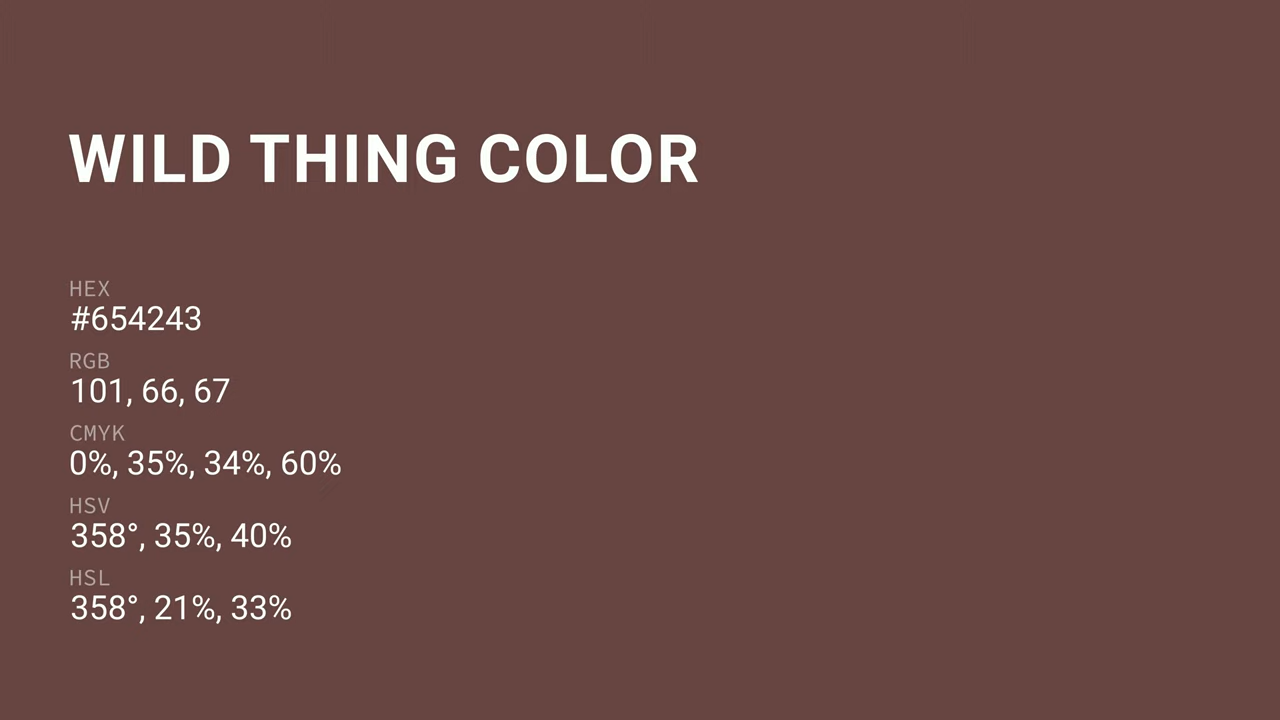 WILD THING COLOR
HEX
#654243
RGB
101, 66, 67
CMYK
0%, 35%, 34%, 60%
HSV
358°, 35%, 40%
HSL
358°, 21%, 33%